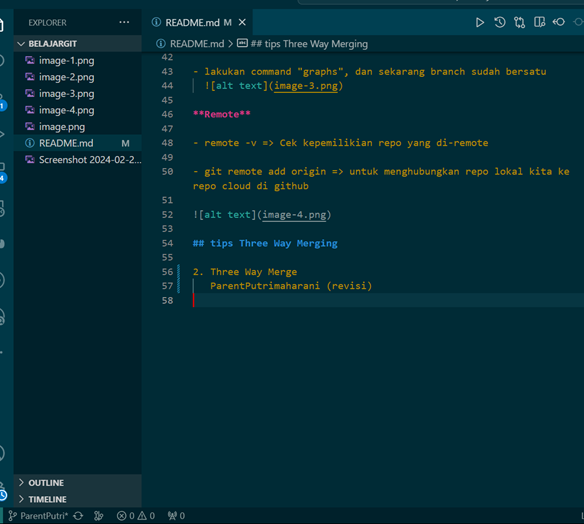 EXPLORER ...
BELAJARGIT
image-1.png
image-2.png
image-3.png
image-4.png
image.png
README.md M
Screenshot 2024-02-2...
OUTLINE
TIMELINE
README.md M
README.md > ## tips Three Way Merging
42
43 - lakukan command "graphs", dan sekarang branch sudah bersatu
44 ![alt text](image-3.png)
45
46 **Remote**
47
48 - remote -v => Cek kepemilikian repo yang di-remote
49
50 - git remote add origin => untuk menghubungkan repo lokal kita ke
repo cloud di github
51
52 ![alt text](image-4.png)
53
54 ## tips Three Way Merging
55
56 2. Three Way Merge
57 ParentPutrimaharani (revisi)
58
1
4
ParentPutri* 0 0 0